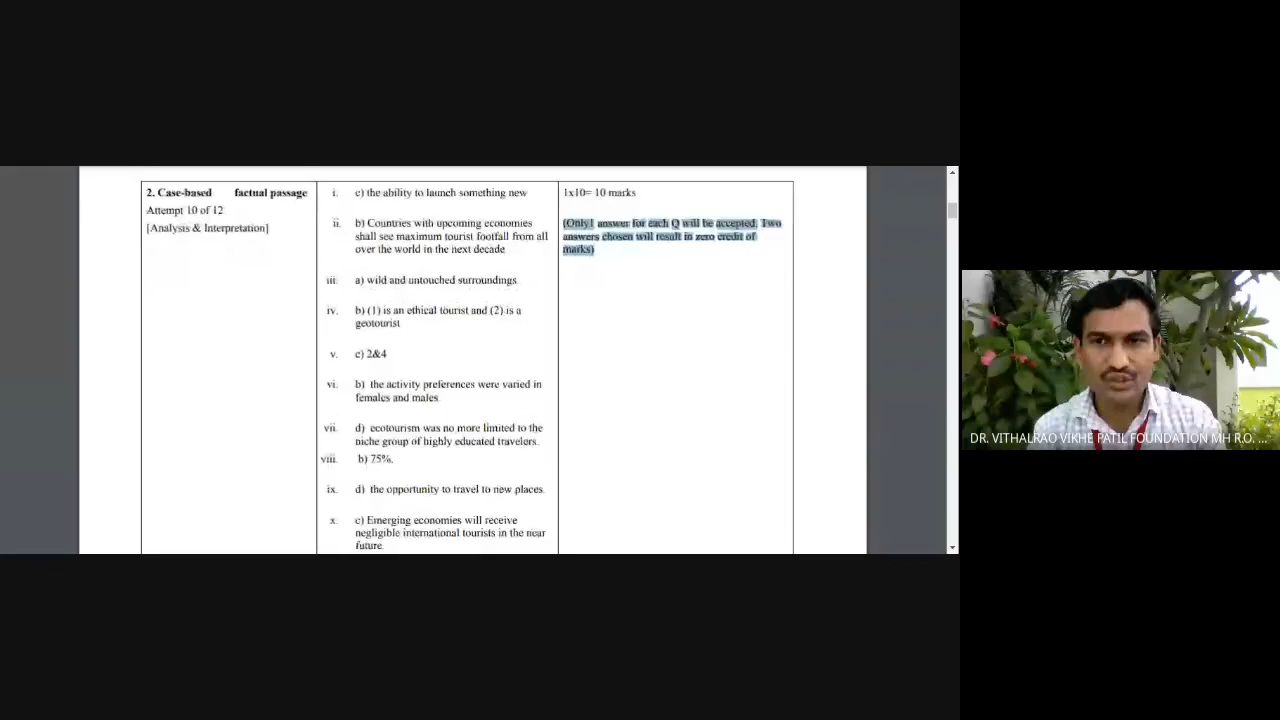 2. Case-based factual passage
Attempt 10 of 12
[Analysis & Interpretation]
i. c) the ability to launch something new
ii. b) Countries with upcoming economies
shall see maximum tourist footfall from all
over the world in the next decade
iii. a) wild and untouched surroundings
iv. b) (1) is an ethical tourist and (2) is a
geotourist
v. c) 2&4
vi. b) the activity preferences were varied in
females and males.
vii. d) ecotourism was no more limited to the
niche group of highly educated travelers.
viii. b) 75%.
ix. d) the opportunity to travel to new places
x. c) Emerging economies will receive
negligible international tourists in the near
future.
1x10= 10 marks
(Only1 answer for each Q will be accepted. Two
answers chosen will result in zero credit of
marks)
DR. VITHALRAO VIKHE PATIL FOUNDATION MH R.O. ...